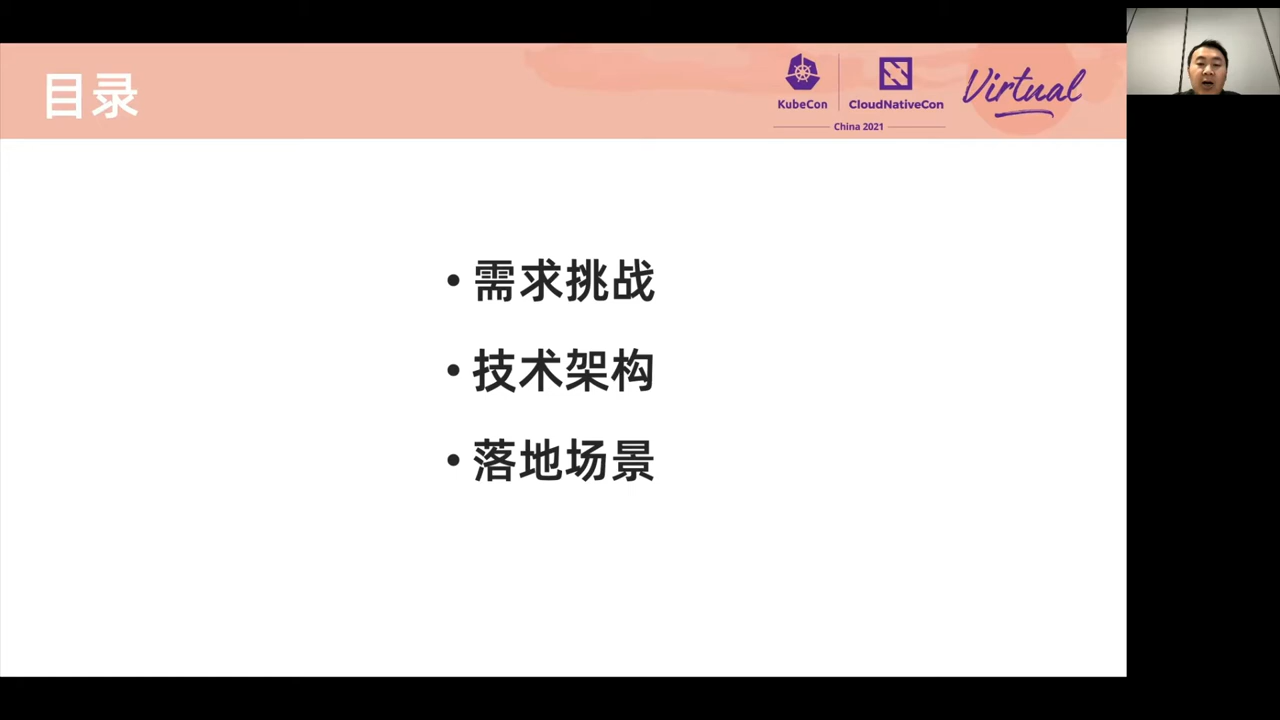 目录
KubeCon
CloudNativeCon
China 2021
Virtual
• 需求挑战
• 技术架构
• 落地场景